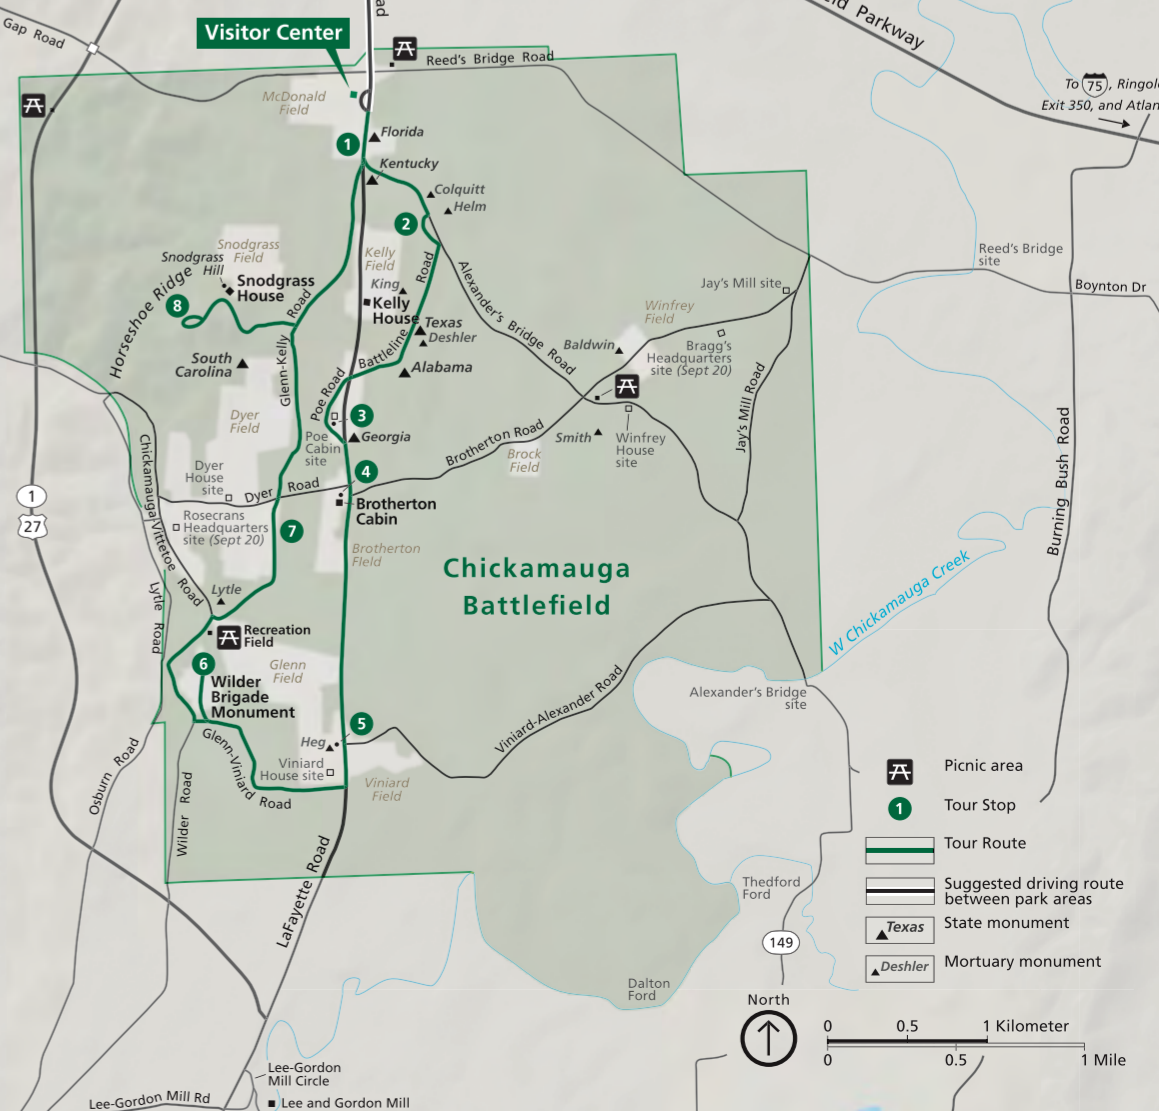 ad
Gap Road
Visitor Center
Reed's Bridge Road
ld Parkway
To 75, Ringold
Exit 350, and Atlan
McDonald
Field
1
Florida
Kentucky
Colquitt
Helm
2
Snodgrass
Field
Snodgrass
Hill
Snodgrass
House
Horseshoe Ridge
8
Kelly
Field
King
Kelly
House
Road
Alexander's Bridge Road
Reed's Bridge
site
Boynton Dr
Jay's Mill site
Winfrey
Field
Texas
Deshler
Battleline
Alabama
Baldwin
Bragg's
Headquarters
site (Sept 20)
Glenn-Kelly Road
South
Carolina
Poe Road
3
Georgia
Poe
Cabin
site
Dyer
Field
Smith
Winfrey
House
site
Jay's Mill Road
Burning Bush Road
Brotherton Road
Brock
Field
4
Brotherton
Cabin
Dyer
House
site
Dyer Road
1
27
Rosecrans
Headquarters
site (Sept 20)
7
Brotherton
Field
Chickamauga
Battlefield
Chickamauga Vittetoe Road
Lytle Road
Lytle
Recreation
Field
6
Wilder
Brigade
Monument
Glenn
Field
W Chickamauga Creek
Alexander's Bridge
site
Viniard-Alexander Road
5
Heg
Viniard
House site
Viniard
Field
Glenn-Viniard Road
Osburn Road
Wilder Road
LaFayette Road
Picnic area
1
Tour Stop
Tour Route
Suggested driving route
between park areas
Texas
State monument
Deshler
Mortuary monument
Thedford
Ford
149
Dalton
Ford
North
0 0.5 1 Kilometer
0 0.5 1 Mile
Lee-Gordon
Mill Circle
Lee-Gordon Mill Rd
Lee and Gordon Mill